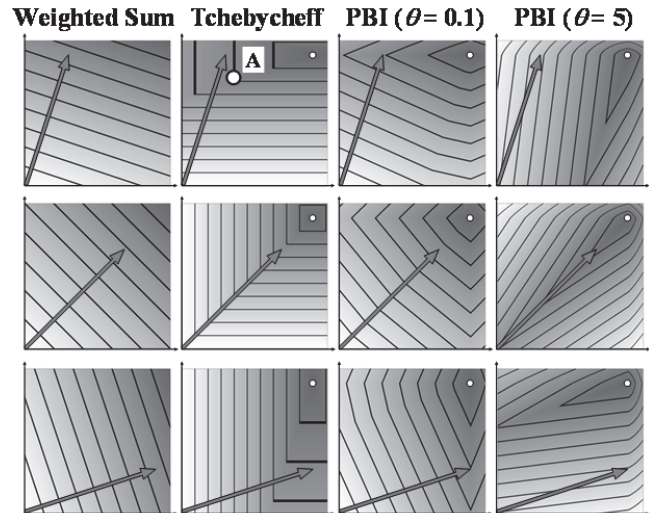 Weighted Sum Tchebycheff PBI (θ = 0.1) PBI (θ = 5)
A